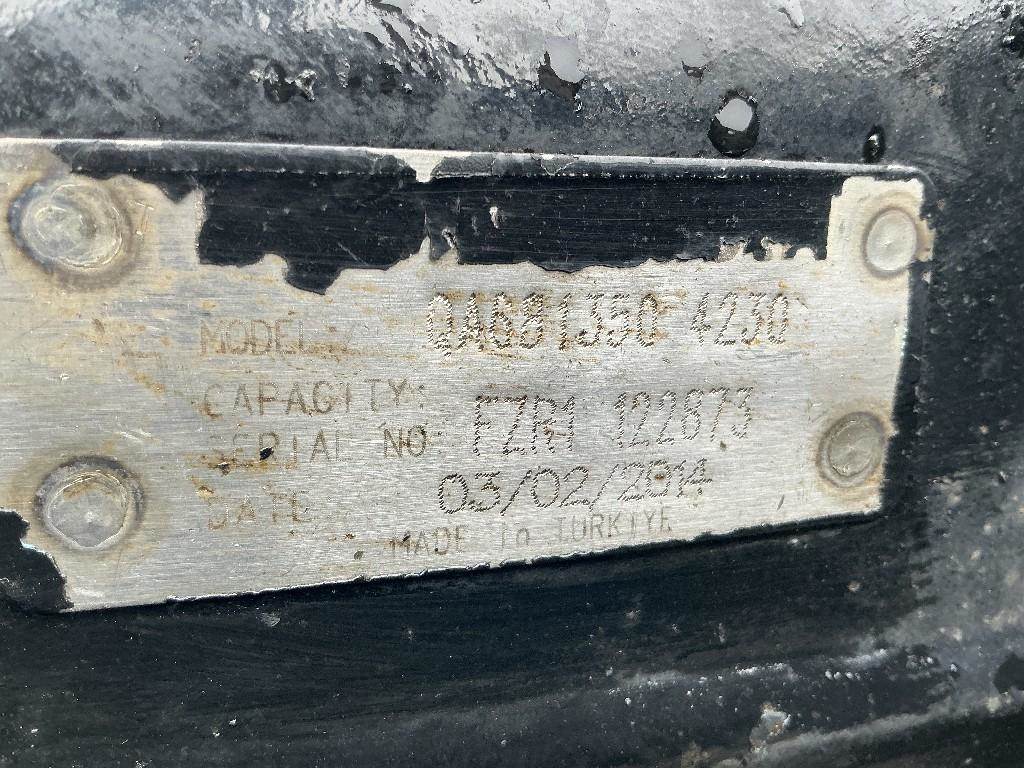 MODEL: QA681350 4230
CAPACITY:
SERIAL NO: FZR1 122873
DATE 03/02/2014
MADE In TURKIYE